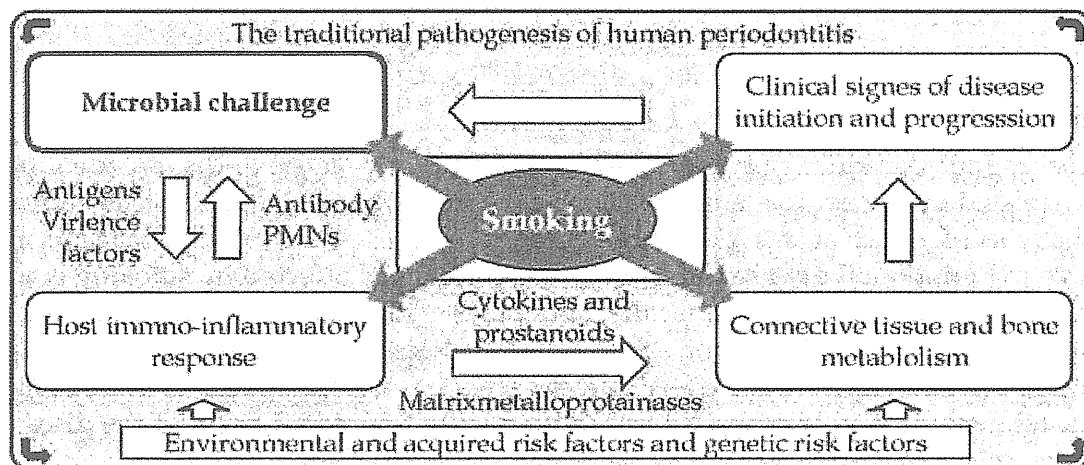 The traditional pathogenesis of human periodontitis
Microbial challenge
Clinical signes of disease
initiation and progresssion
Antigens
Virlence
factors
Antibody
PMNs
Smoking
Host immno-inflammatory
response
Cytokines and
prostanoids
Matrixmetalloprotainases
Connective tissue and bone
metablolism
Environmental and acquired risk factors and genetic risk factors